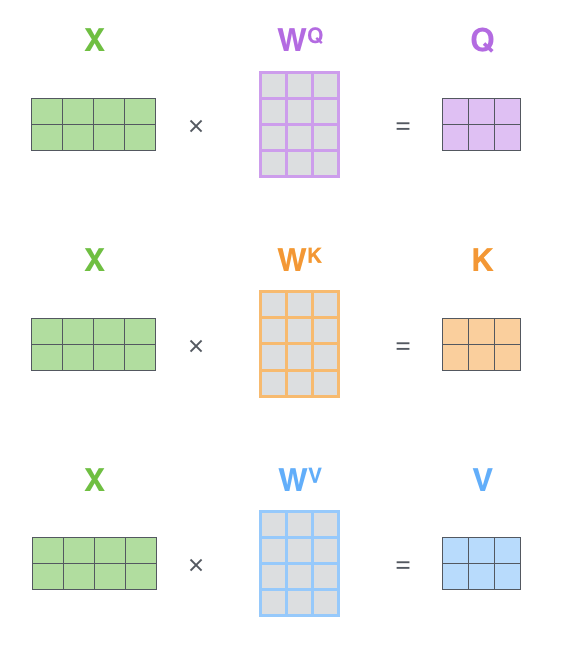 X W^Q Q
× =
X W^K K
× =
X W^V V
× =